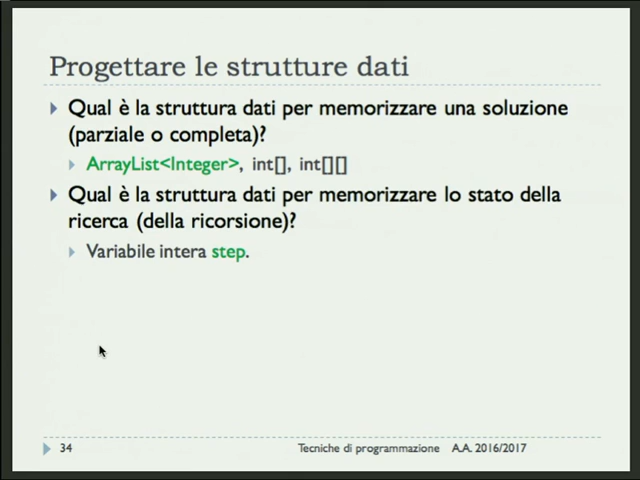 Progettare le strutture dati
Qual è la struttura dati per memorizzare una soluzione
(parziale o completa)?
ArrayList<Integer>, int[], int[][]
Qual è la struttura dati per memorizzare lo stato della
ricerca (della ricorsione)?
Variabile intera step.
34
Tecniche di programmazione A.A. 2016/2017